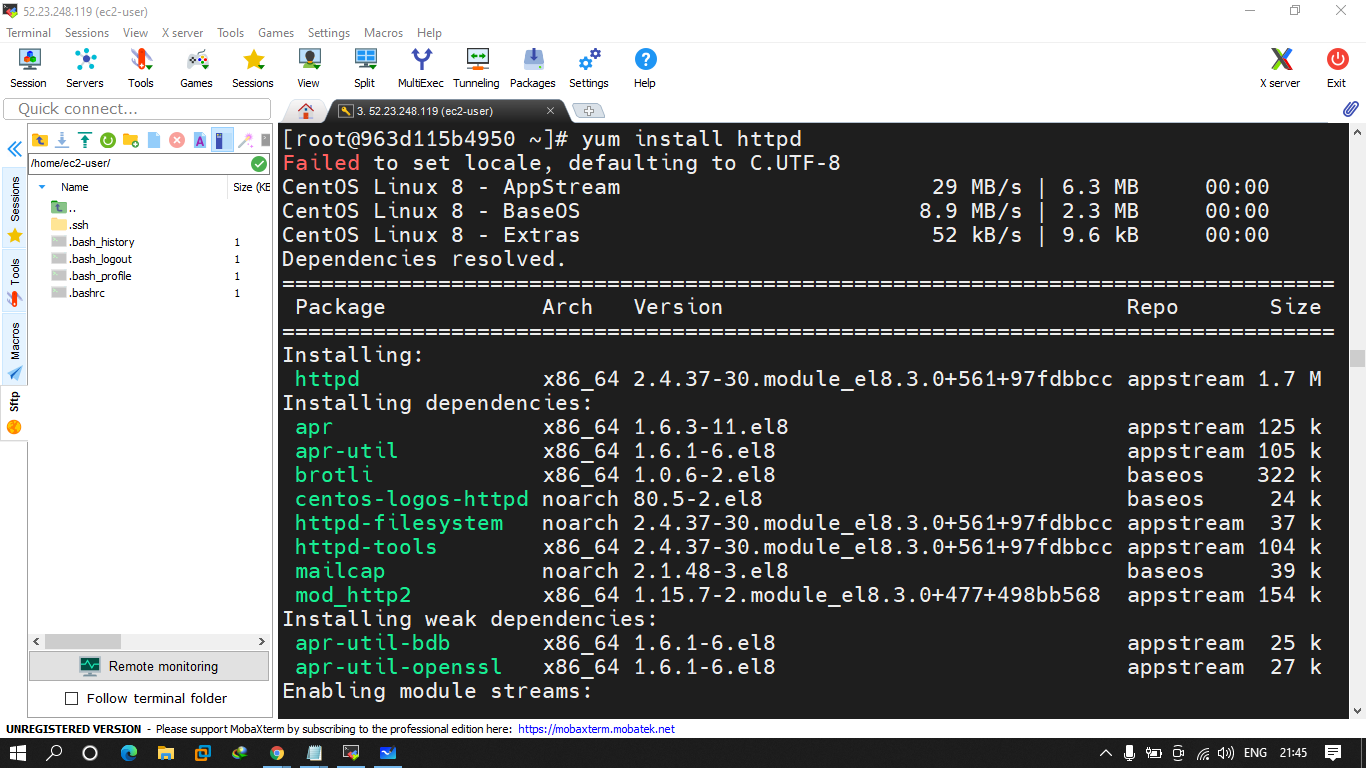 52.23.248.119 (ec2-user)
Terminal Sessions View X server Tools Games Settings Macros Help
Session Servers Tools Games Sessions View Split MultiExec Tunneling Packages Settings Help X server Exit
Quick connect...
3. 52.23.248.119 (ec2-user)
/home/ec2-user/
Name Size (KB
..
.ssh
.bash_history 1
.bash_logout 1
.bash_profile 1
.bashrc 1
Sessions
Tools
Macros
Sftp
Remote monitoring
Follow terminal folder
[root@963d115b4950 ~]# yum install httpd
Failed to set locale, defaulting to C.UTF-8
CentOS Linux 8 - AppStream 29 MB/s | 6.3 MB 00:00
CentOS Linux 8 - BaseOS 8.9 MB/s | 2.3 MB 00:00
CentOS Linux 8 - Extras 52 kB/s | 9.6 kB 00:00
Dependencies resolved.
=================================================================================
Package Arch Version Repo Size
=================================================================================
Installing:
httpd x86_64 2.4.37-30.module_el8.3.0+561+97fdbbcc appstream 1.7 M
Installing dependencies:
apr x86_64 1.6.3-11.el8 appstream 125 k
apr-util x86_64 1.6.1-6.el8 appstream 105 k
brotli x86_64 1.0.6-2.el8 baseos 322 k
centos-logos-httpd noarch 80.5-2.el8 baseos 24 k
httpd-filesystem noarch 2.4.37-30.module_el8.3.0+561+97fdbbcc appstream 37 k
httpd-tools x86_64 2.4.37-30.module_el8.3.0+561+97fdbbcc appstream 104 k
mailcap noarch 2.1.48-3.el8 baseos 39 k
mod_http2 x86_64 1.15.7-2.module_el8.3.0+477+498bb568 appstream 154 k
Installing weak dependencies:
apr-util-bdb x86_64 1.6.1-6.el8 appstream 25 k
apr-util-openssl x86_64 1.6.1-6.el8 appstream 27 k
Enabling module streams:
UNREGISTERED VERSION - Please support MobaXterm by subscribing to the professional edition here: https://mobaxterm.mobatek.net
ENG 21:45